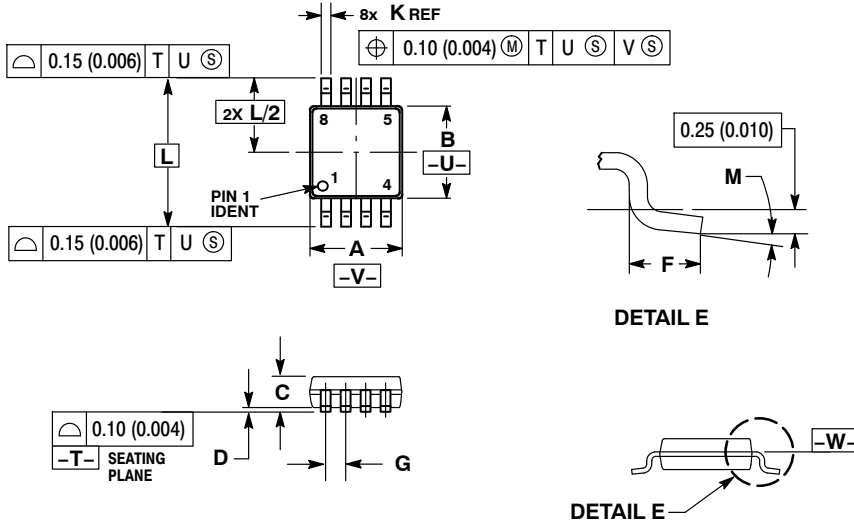 8x K REF
⌓ 0.15 (0.006) T U Ⓢ
⌖ 0.10 (0.004) Ⓜ T U Ⓢ V Ⓢ
2X L/2
8 5
L
B
–U–
PIN 1
IDENT
1
4
⌓ 0.15 (0.006) T U Ⓢ
A
–V–
0.25 (0.010)
M
F
DETAIL E
C
⌓ 0.10 (0.004)
–T– SEATING
PLANE
D
G
–W–
DETAIL E